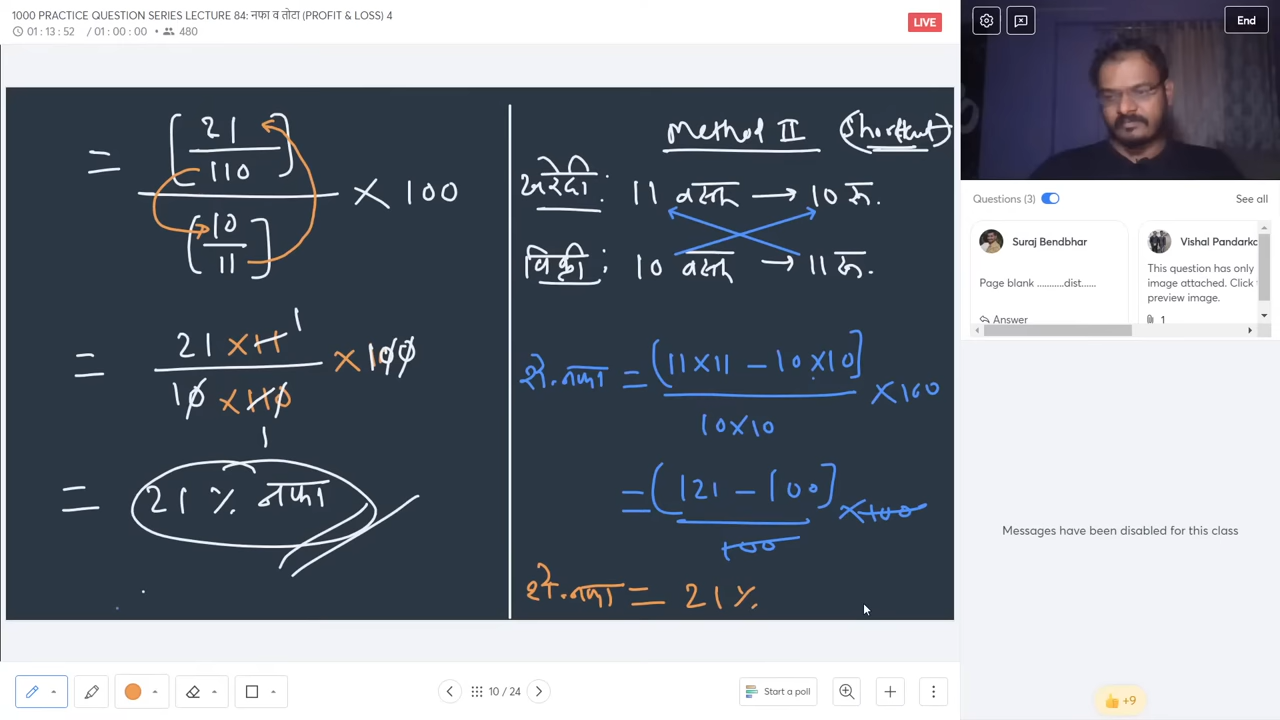 1000 PRACTICE QUESTION SERIES LECTURE 84: नफा व तोटा (PROFIT & LOSS) 4
01:13:52 / 01:00:00 · 480
LIVE
End
= [21/110] / [10/11] × 100
= 21 × 11 / 10 × 110 × 100
1
1
= 21 % नफा
Method II (Shortcut)
खरेदी: 11 वस्तू → 10 रू.
विक्री: 10 वस्तू → 11 रू.
शे. नफा = (11×11 – 10×10) / 10×10 × 100
= (121 – 100) / 100 × 100
शे. नफा = 21 %
Questions (3)
See all
Suraj Bendbhar
Page blank ...........dist......
Answer
Vishal Pandarka
This question has only
image attached. Click
preview image.
1
Messages have been disabled for this class
10 / 24
Start a poll
+9